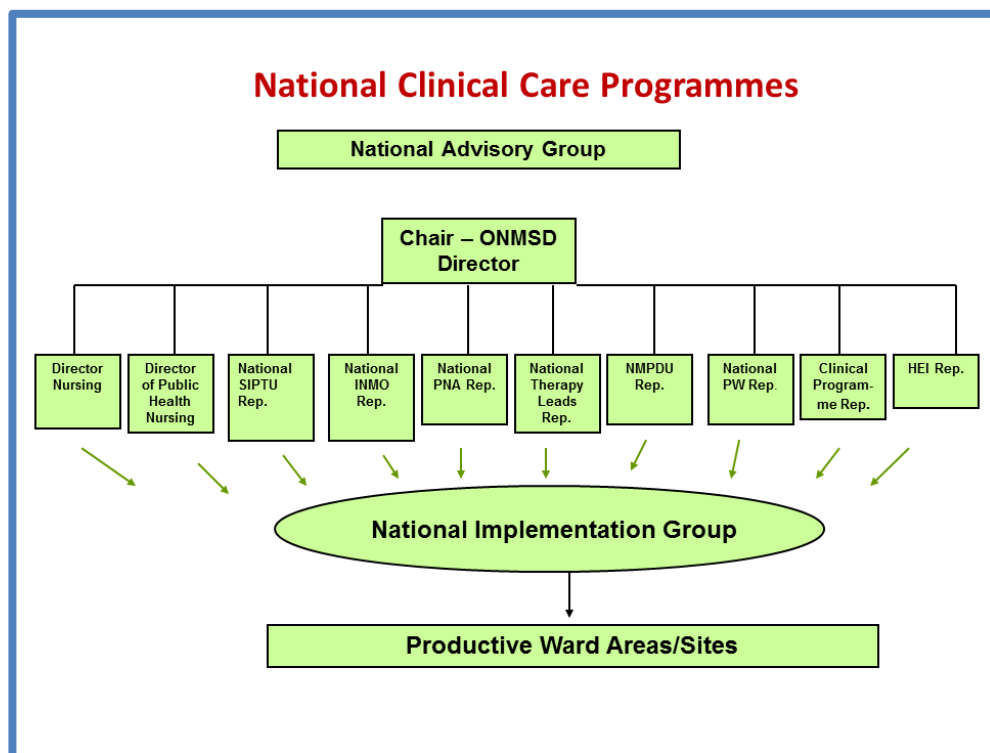 National Clinical Care Programmes
National Advisory Group
Chair – ONMSD
Director
Director
Nursing
Director
of Public
Health
Nursing
National
SIPTU
Rep.
National
INMO
Rep.
National
PNA Rep.
National
Therapy
Leads
Rep.
NMPDU
Rep.
National
PW Rep.
Clinical
Program-
me Rep.
HEI Rep.
National Implementation Group
Productive Ward Areas/Sites